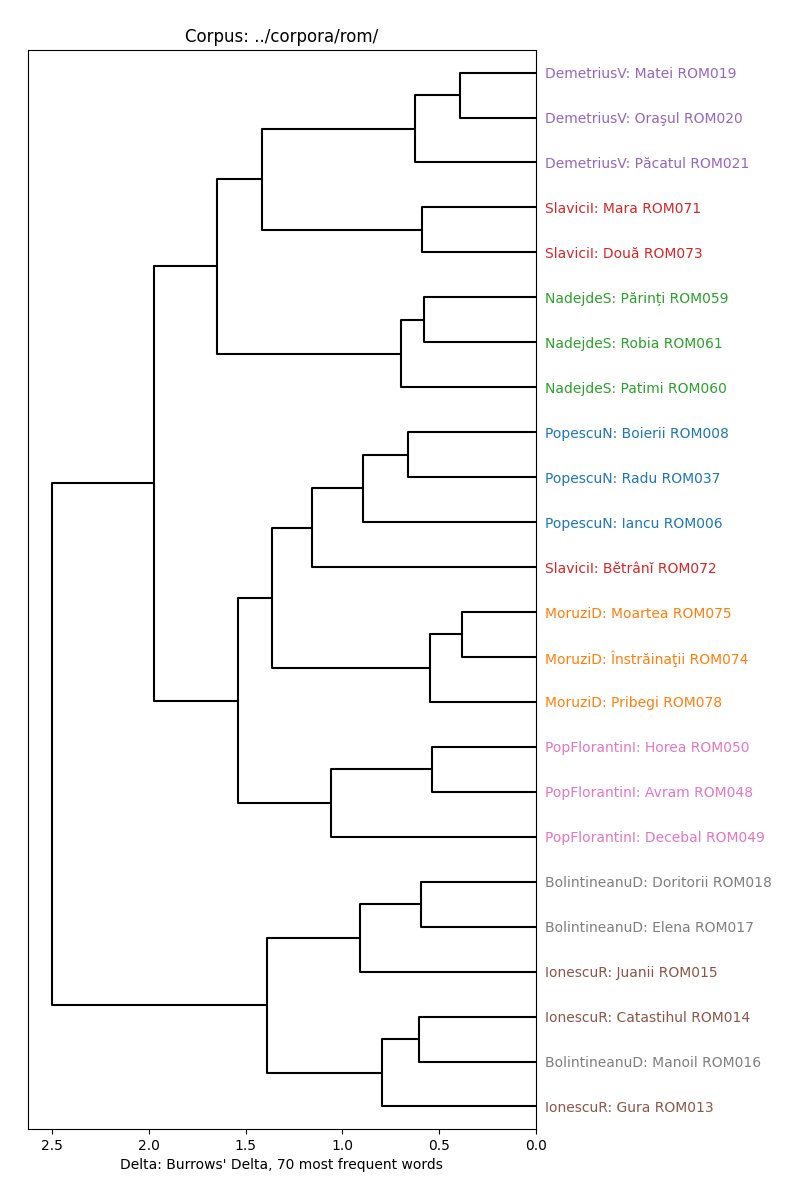 Corpus: ../corpora/rom/
DemetriusV: Matei ROM019
DemetriusV: Oraşul ROM020
DemetriusV: Păcatul ROM021
SlaviciI: Mara ROM071
SlaviciI: Două ROM073
NadejdeS: Părinți ROM059
NadejdeS: Robia ROM061
NadejdeS: Patimi ROM060
PopescuN: Boierii ROM008
PopescuN: Radu ROM037
PopescuN: Iancu ROM006
SlaviciI: Bĕtrânĭ ROM072
MoruziD: Moartea ROM075
MoruziD: Înstrăinaţii ROM074
MoruziD: Pribegi ROM078
PopFlorantinI: Horea ROM050
PopFlorantinI: Avram ROM048
PopFlorantinI: Decebal ROM049
BolintineanuD: Doritorii ROM018
BolintineanuD: Elena ROM017
IonescuR: Juanii ROM015
IonescuR: Catastihul ROM014
BolintineanuD: Manoil ROM016
IonescuR: Gura ROM013
2.5 2.0 1.5 1.0 0.5 0.0
Delta: Burrows' Delta, 70 most frequent words